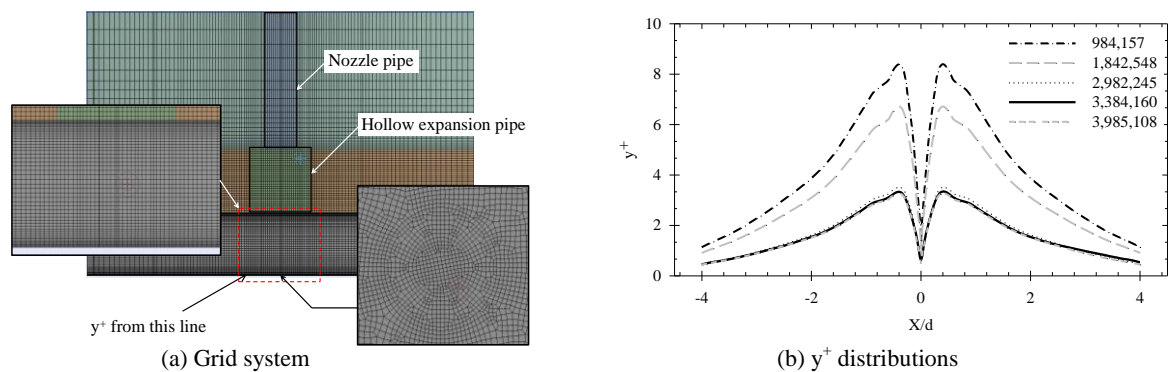 Nozzle pipe
Hollow expansion pipe
y⁺ from this line
(a) Grid system
10
8
6
4
2
0
y⁺
-4
-2
0
2
4
X/d
984,157
1,842,548
2,982,245
3,384,160
3,985,108
(b) y⁺ distributions